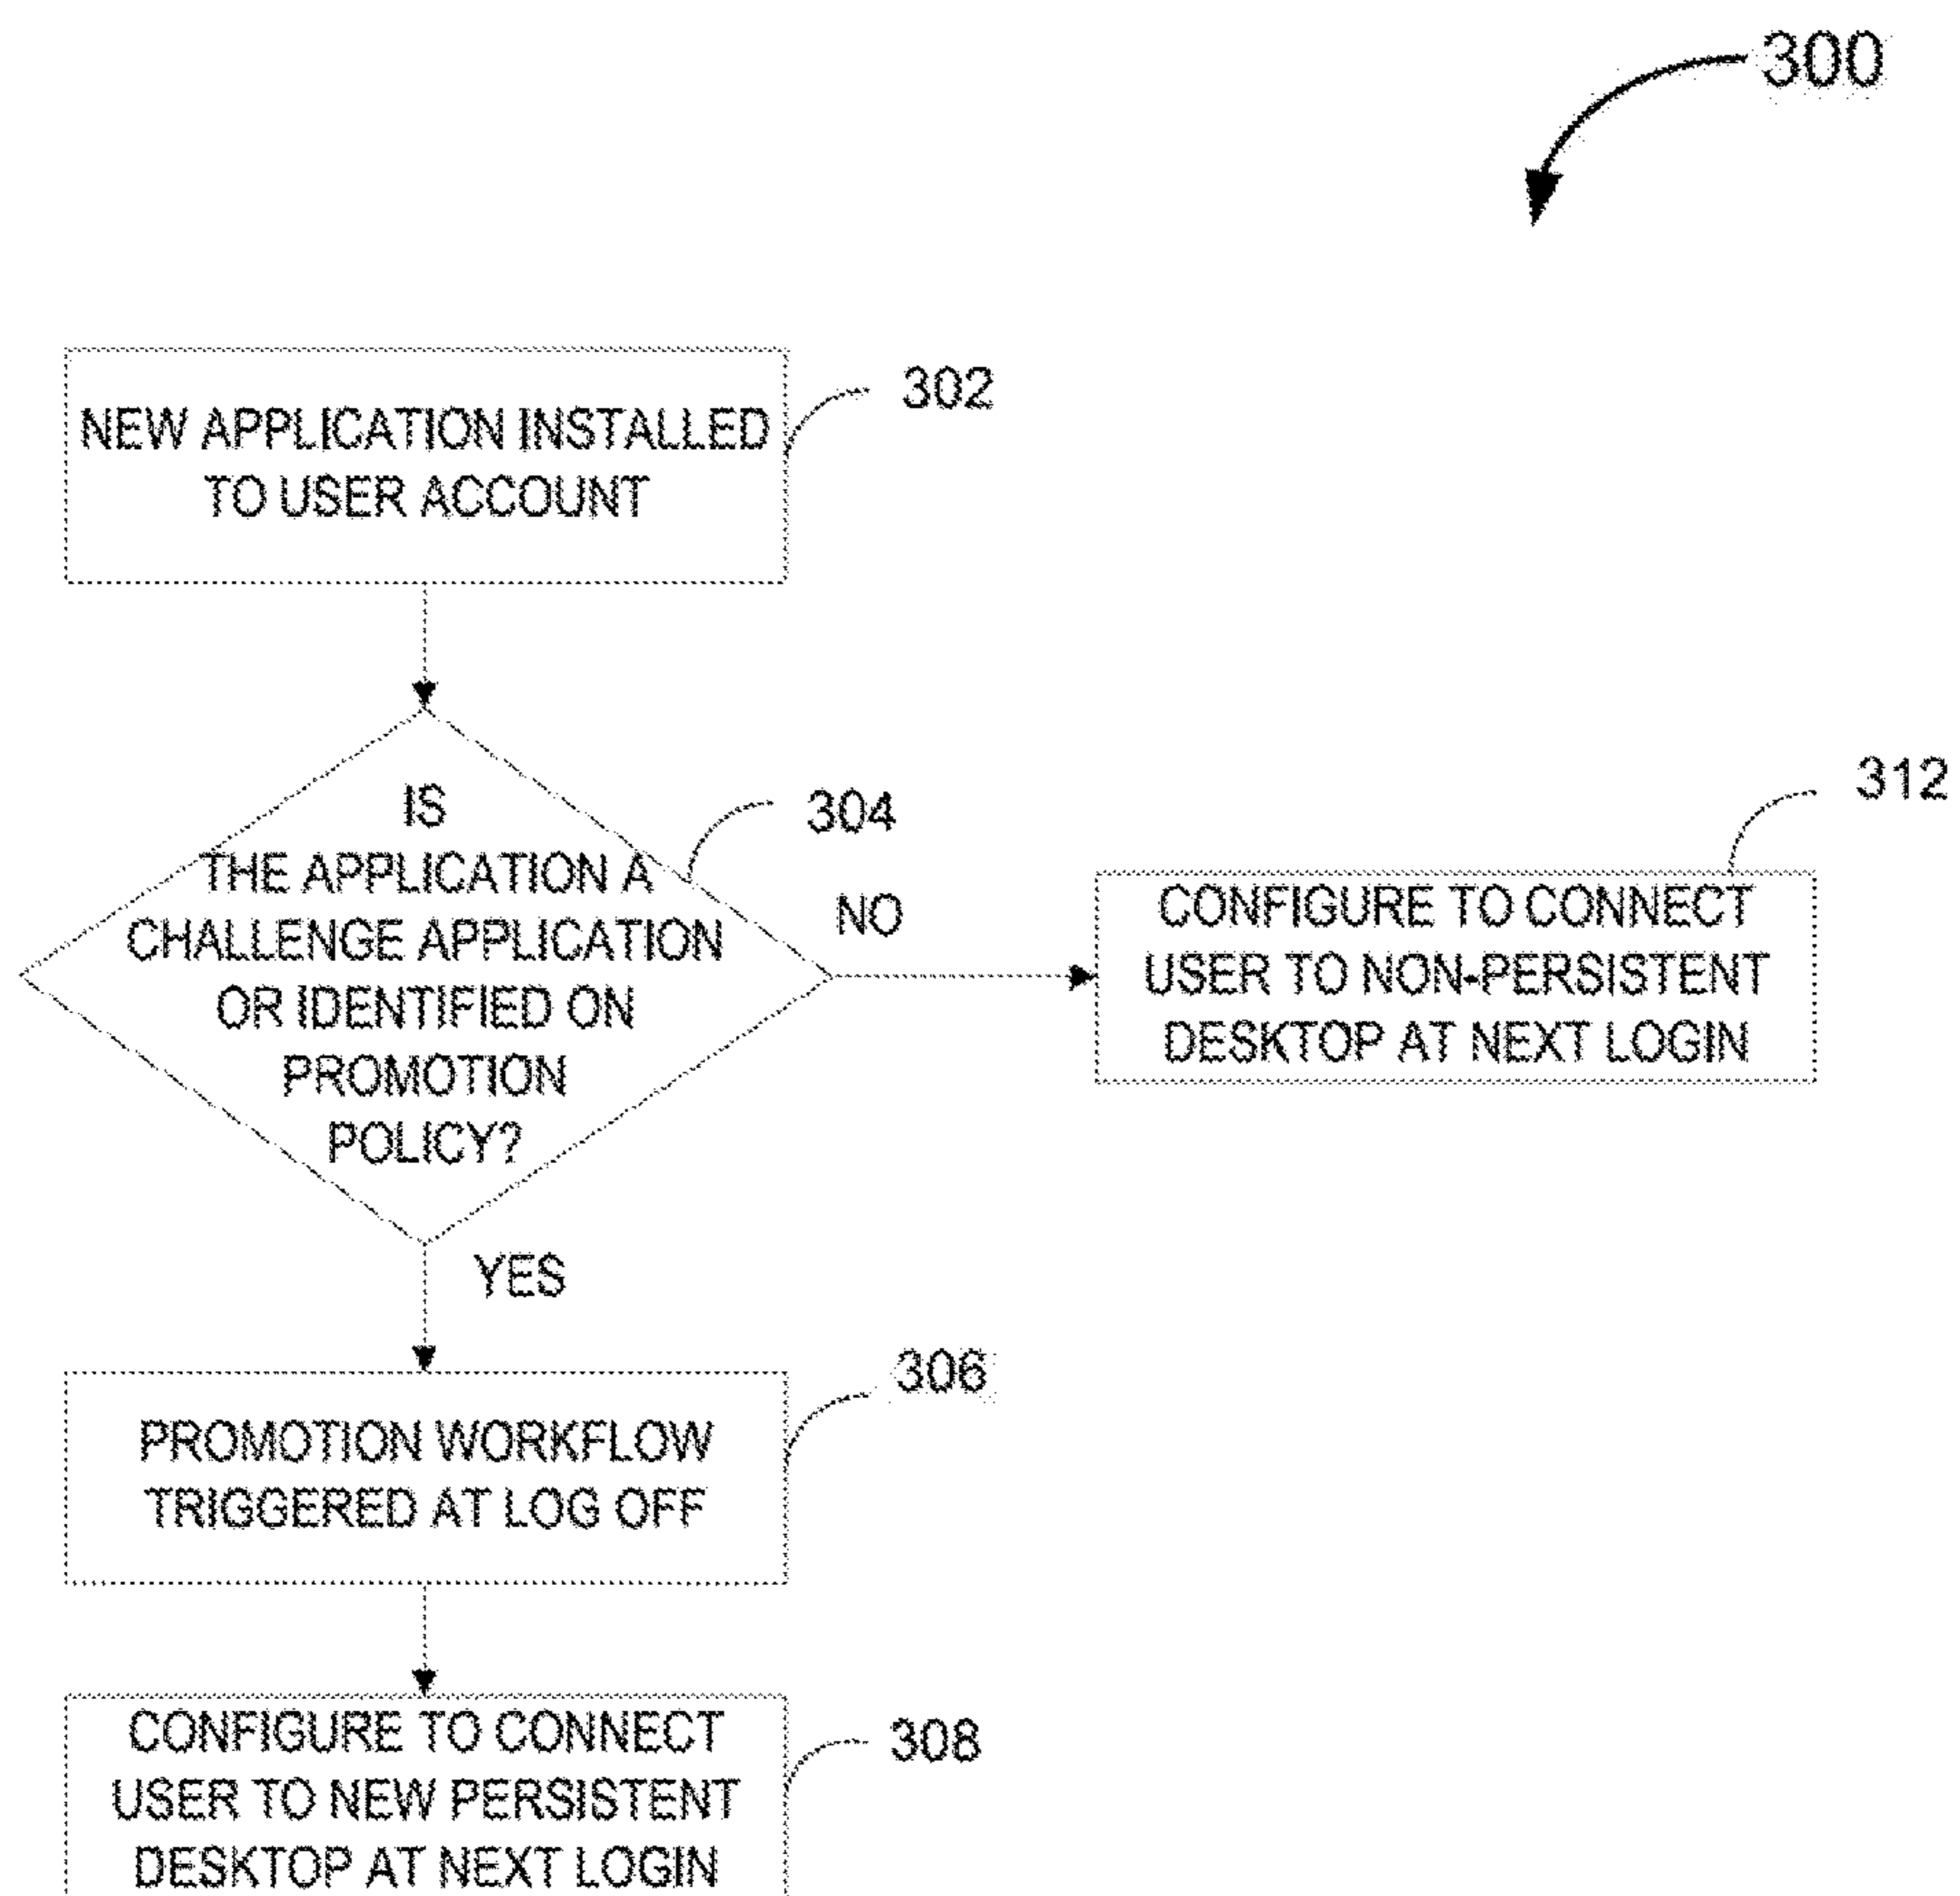 300
302
NEW APPLICATION INSTALLED
TO USER ACCOUNT
IS
THE APPLICATION A
CHALLENGE APPLICATION
OR IDENTIFIED ON
PROMOTION
POLICY?
304
NO
312
CONFIGURE TO CONNECT
USER TO NON-PERSISTENT
DESKTOP AT NEXT LOGIN
YES
306
PROMOTION WORKFLOW
TRIGGERED AT LOG OFF
308
CONFIGURE TO CONNECT
USER TO NEW PERSISTENT
DESKTOP AT NEXT LOGIN